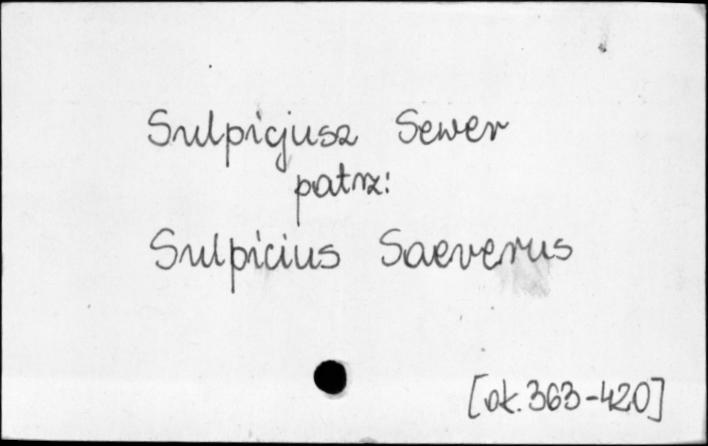 Sulpicjusz Sewer
patrz:
Sulpicius Saeverus
[ok. 363-420]